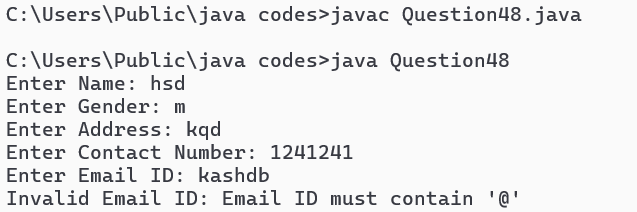 C:\Users\Public\java codes>javac Question48.java
C:\Users\Public\java codes>java Question48
Enter Name: hsd
Enter Gender: m
Enter Address: kqd
Enter Contact Number: 1241241
Enter Email ID: kashdb
Invalid Email ID: Email ID must contain '@'